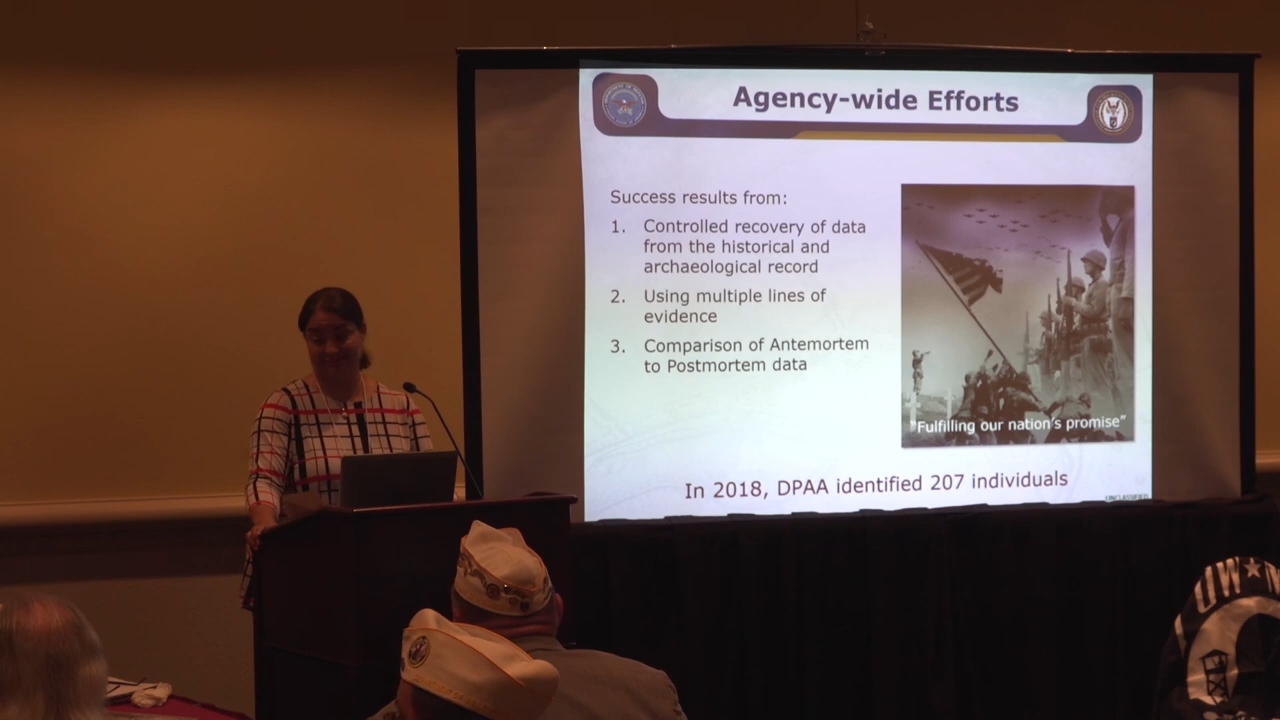 Agency-wide Efforts
Success results from:
1. Controlled recovery of data
from the historical and
archaeological record
2. Using multiple lines of
evidence
3. Comparison of Antemortem
to Postmortem data
"Fulfilling our nation's promise"
In 2018, DPAA identified 207 individuals
UNCLASSIFIED